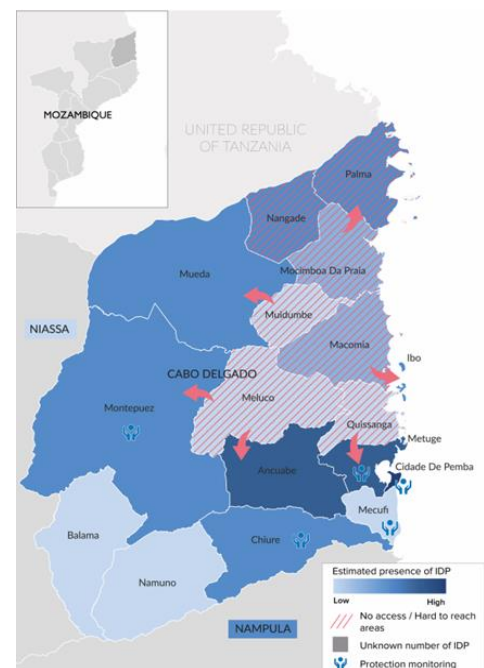 MOZAMBIQUE
UNITED REPUBLIC
OF TANZANIA
Palma
Nangade
Mueda
Mocimboa Da Praia
Muidumbe
NIASSA
Macomia
Ibo
CABO DELGADO
Meluco
Montepuez
Quissanga
Metuge
Ancuabe
Cidade De Pemba
Mecufi
Balama
Chiure
Namuno
NAMPULA
Estimated presence of IDP
Low High
No access / Hard to reach
areas
Unknown number of IDP
Protection monitoring